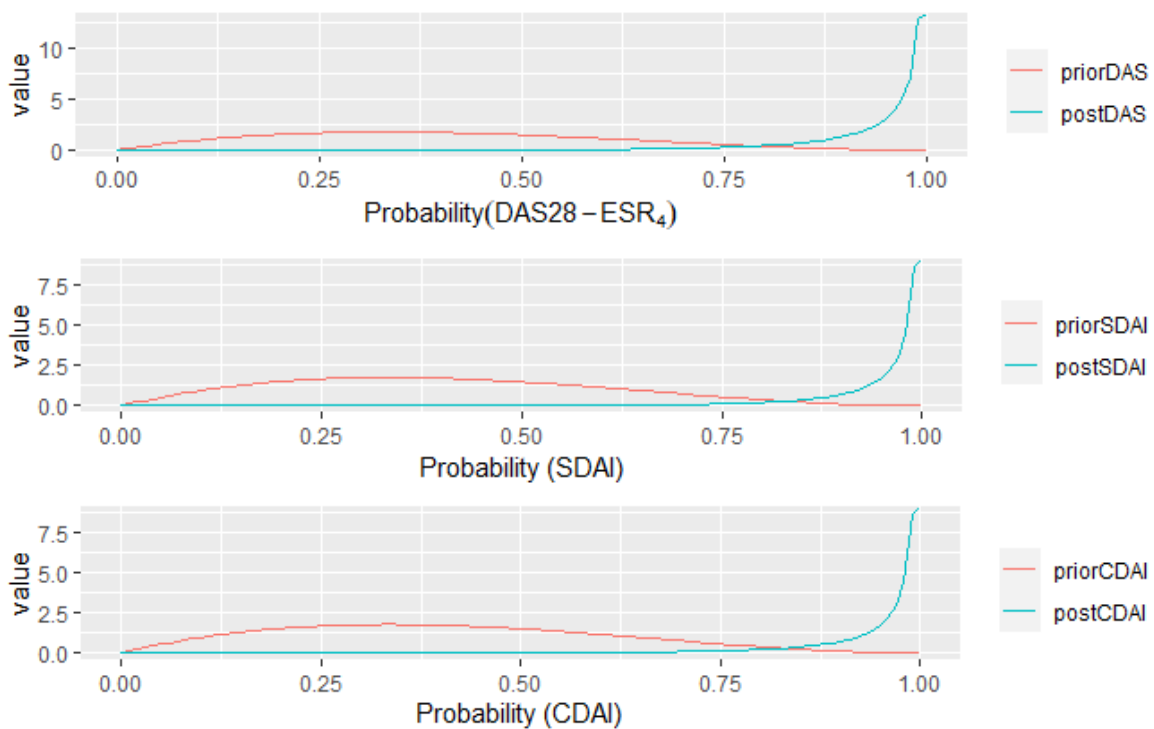 value
10
5
0
0.00 0.25 0.50 0.75 1.00
Probability(DAS28 – ESR₄)
priorDAS
postDAS
value
7.5
5.0
2.5
0.0
0.00 0.25 0.50 0.75 1.00
Probability (SDAI)
priorSDAI
postSDAI
value
7.5
5.0
2.5
0.0
0.00 0.25 0.50 0.75 1.00
Probability (CDAI)
priorCDAI
postCDAI